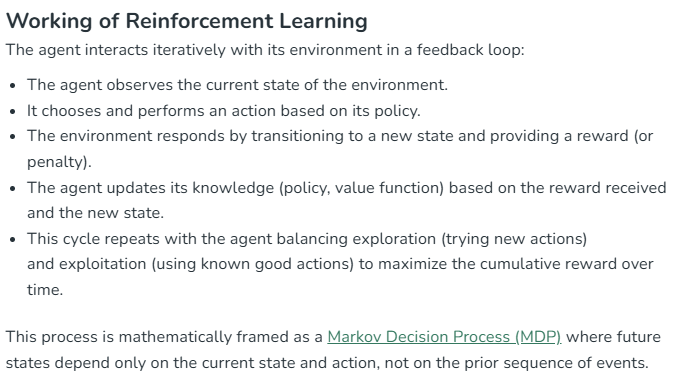 Working of Reinforcement Learning
The agent interacts iteratively with its environment in a feedback loop:
• The agent observes the current state of the environment.
• It chooses and performs an action based on its policy.
• The environment responds by transitioning to a new state and providing a reward (or
penalty).
• The agent updates its knowledge (policy, value function) based on the reward received
and the new state.
• This cycle repeats with the agent balancing exploration (trying new actions)
and exploitation (using known good actions) to maximize the cumulative reward over
time.
This process is mathematically framed as a Markov Decision Process (MDP) where future
states depend only on the current state and action, not on the prior sequence of events.